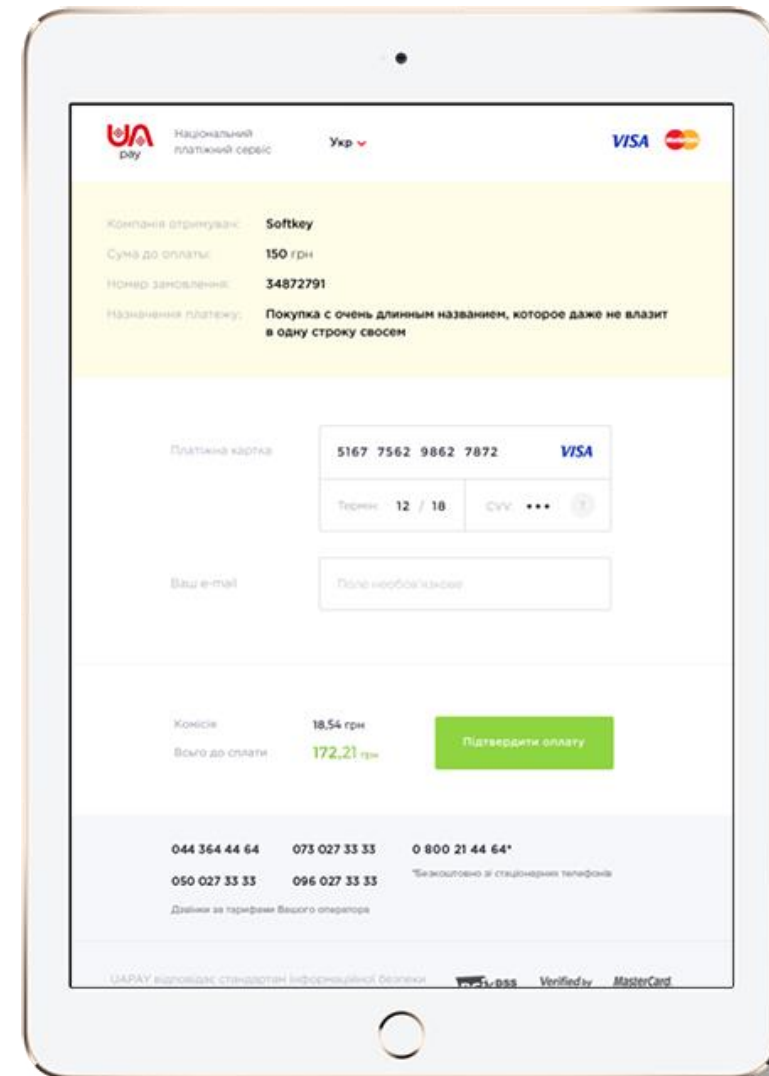 UA
pay
Національний
платіжний сервіс
Укр
VISA
Компанія отримувач: Softkey
Сума до оплаты: 150 грн
Номер замовлення: 34872791
Назначення платежу: Покупка с очень длинным названием, которое даже не влазит
в одну строку свосем
Платіжна картка 5167 7562 9862 7872 VISA
Термін: 12 / 18 CVV: ••• ?
Ваш e-mail Поле необов'язкове
Комісія 18,54 грн
Всього до сплати 172,21 грн
Підтвердити оплату
044 364 44 64 073 027 33 33 0 800 21 44 64*
050 027 33 33 096 027 33 33 *Безкоштовно зі стаціонарних телефонів
Дзвінки за тарифами Вашого оператора
UAPAY відповідає стандартам інформаційної безпеки DSS Verified by MasterCard.